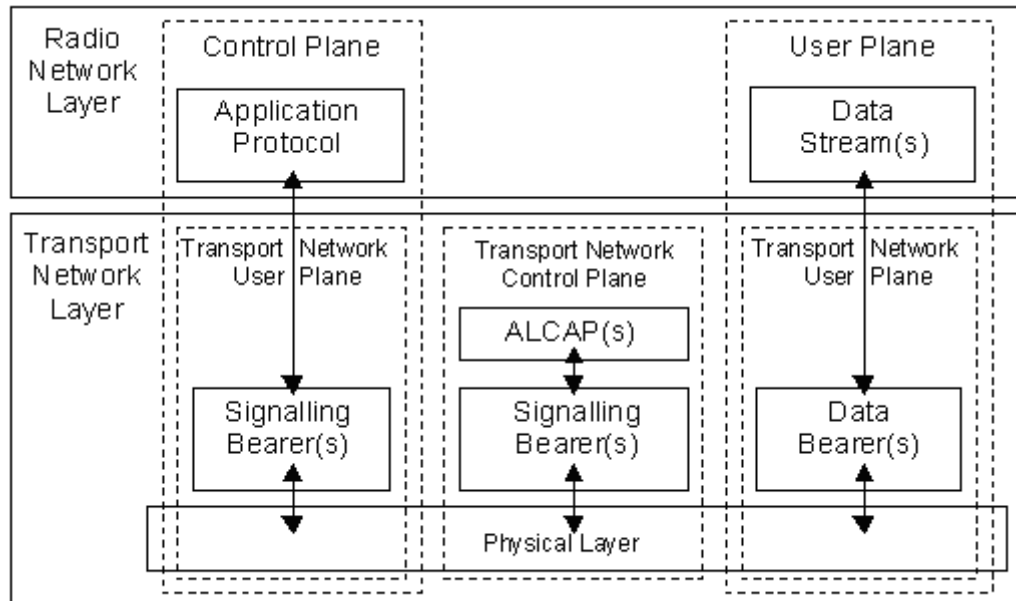 Radio
Network
Layer
Control Plane
User Plane
Application
Protocol
Data
Stream(s)
Transport
Network
Layer
Transport Network
User Plane
Transport Network
Control Plane
Transport Network
User Plane
ALCAP(s)
Signalling
Bearer(s)
Signalling
Bearer(s)
Data
Bearer(s)
Physical Layer